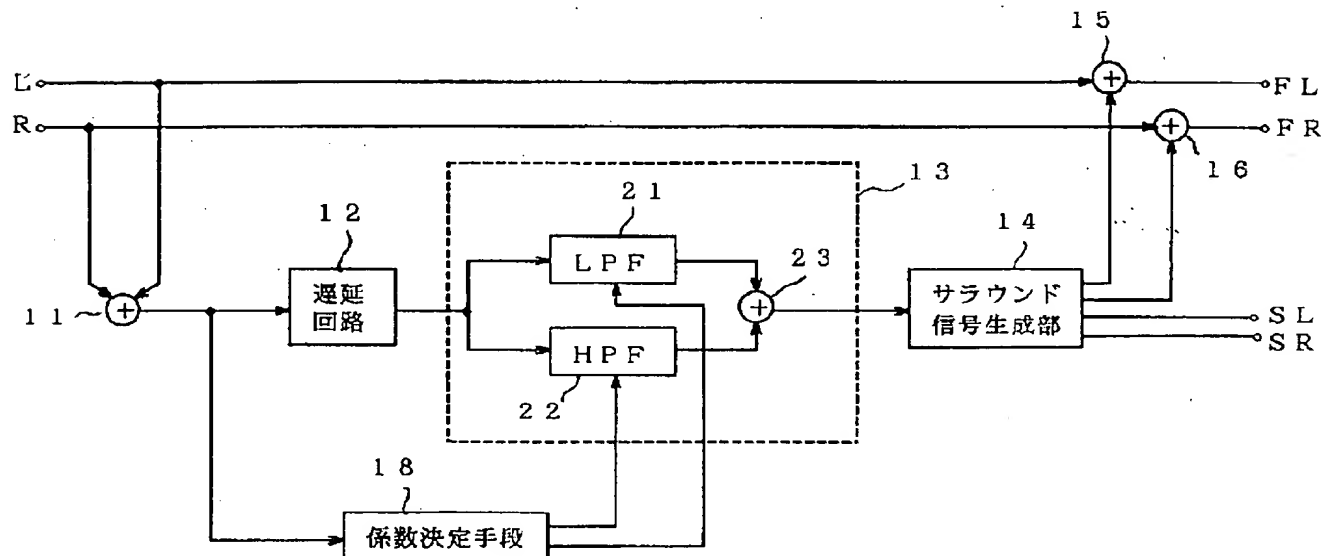 １５
L
FL
R
FR
１６
１３
２１
１２
１４
LPF
２３
遅延
回路
サラウンド
信号生成部
１１
SL
SR
HPF
２２
１８
係数決定手段